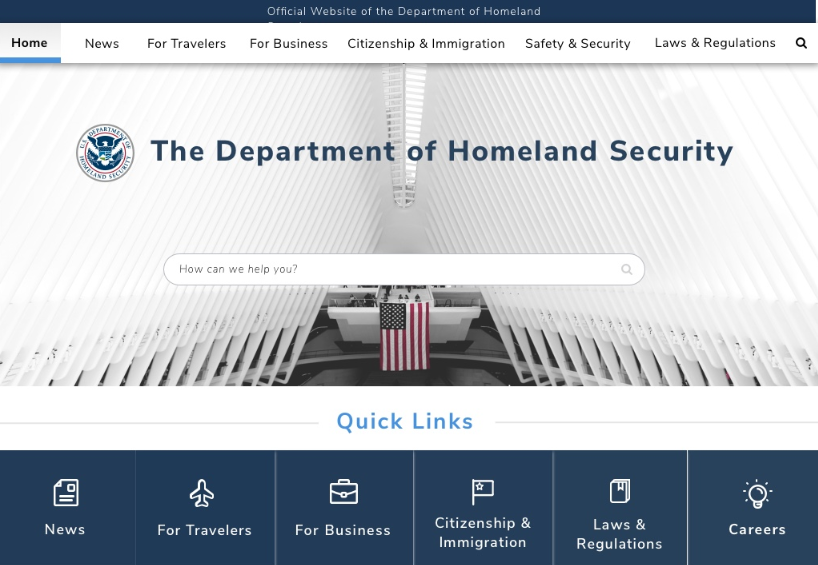 Official Website of the Department of Homeland
Home
News
For Travelers
For Business
Citizenship & Immigration
Safety & Security
Laws & Regulations
U.S. DEPARTMENT OF HOMELAND SECURITY
The Department of Homeland Security
How can we help you?
Quick Links
News
For Travelers
For Business
Citizenship &
Immigration
Laws &
Regulations
Careers